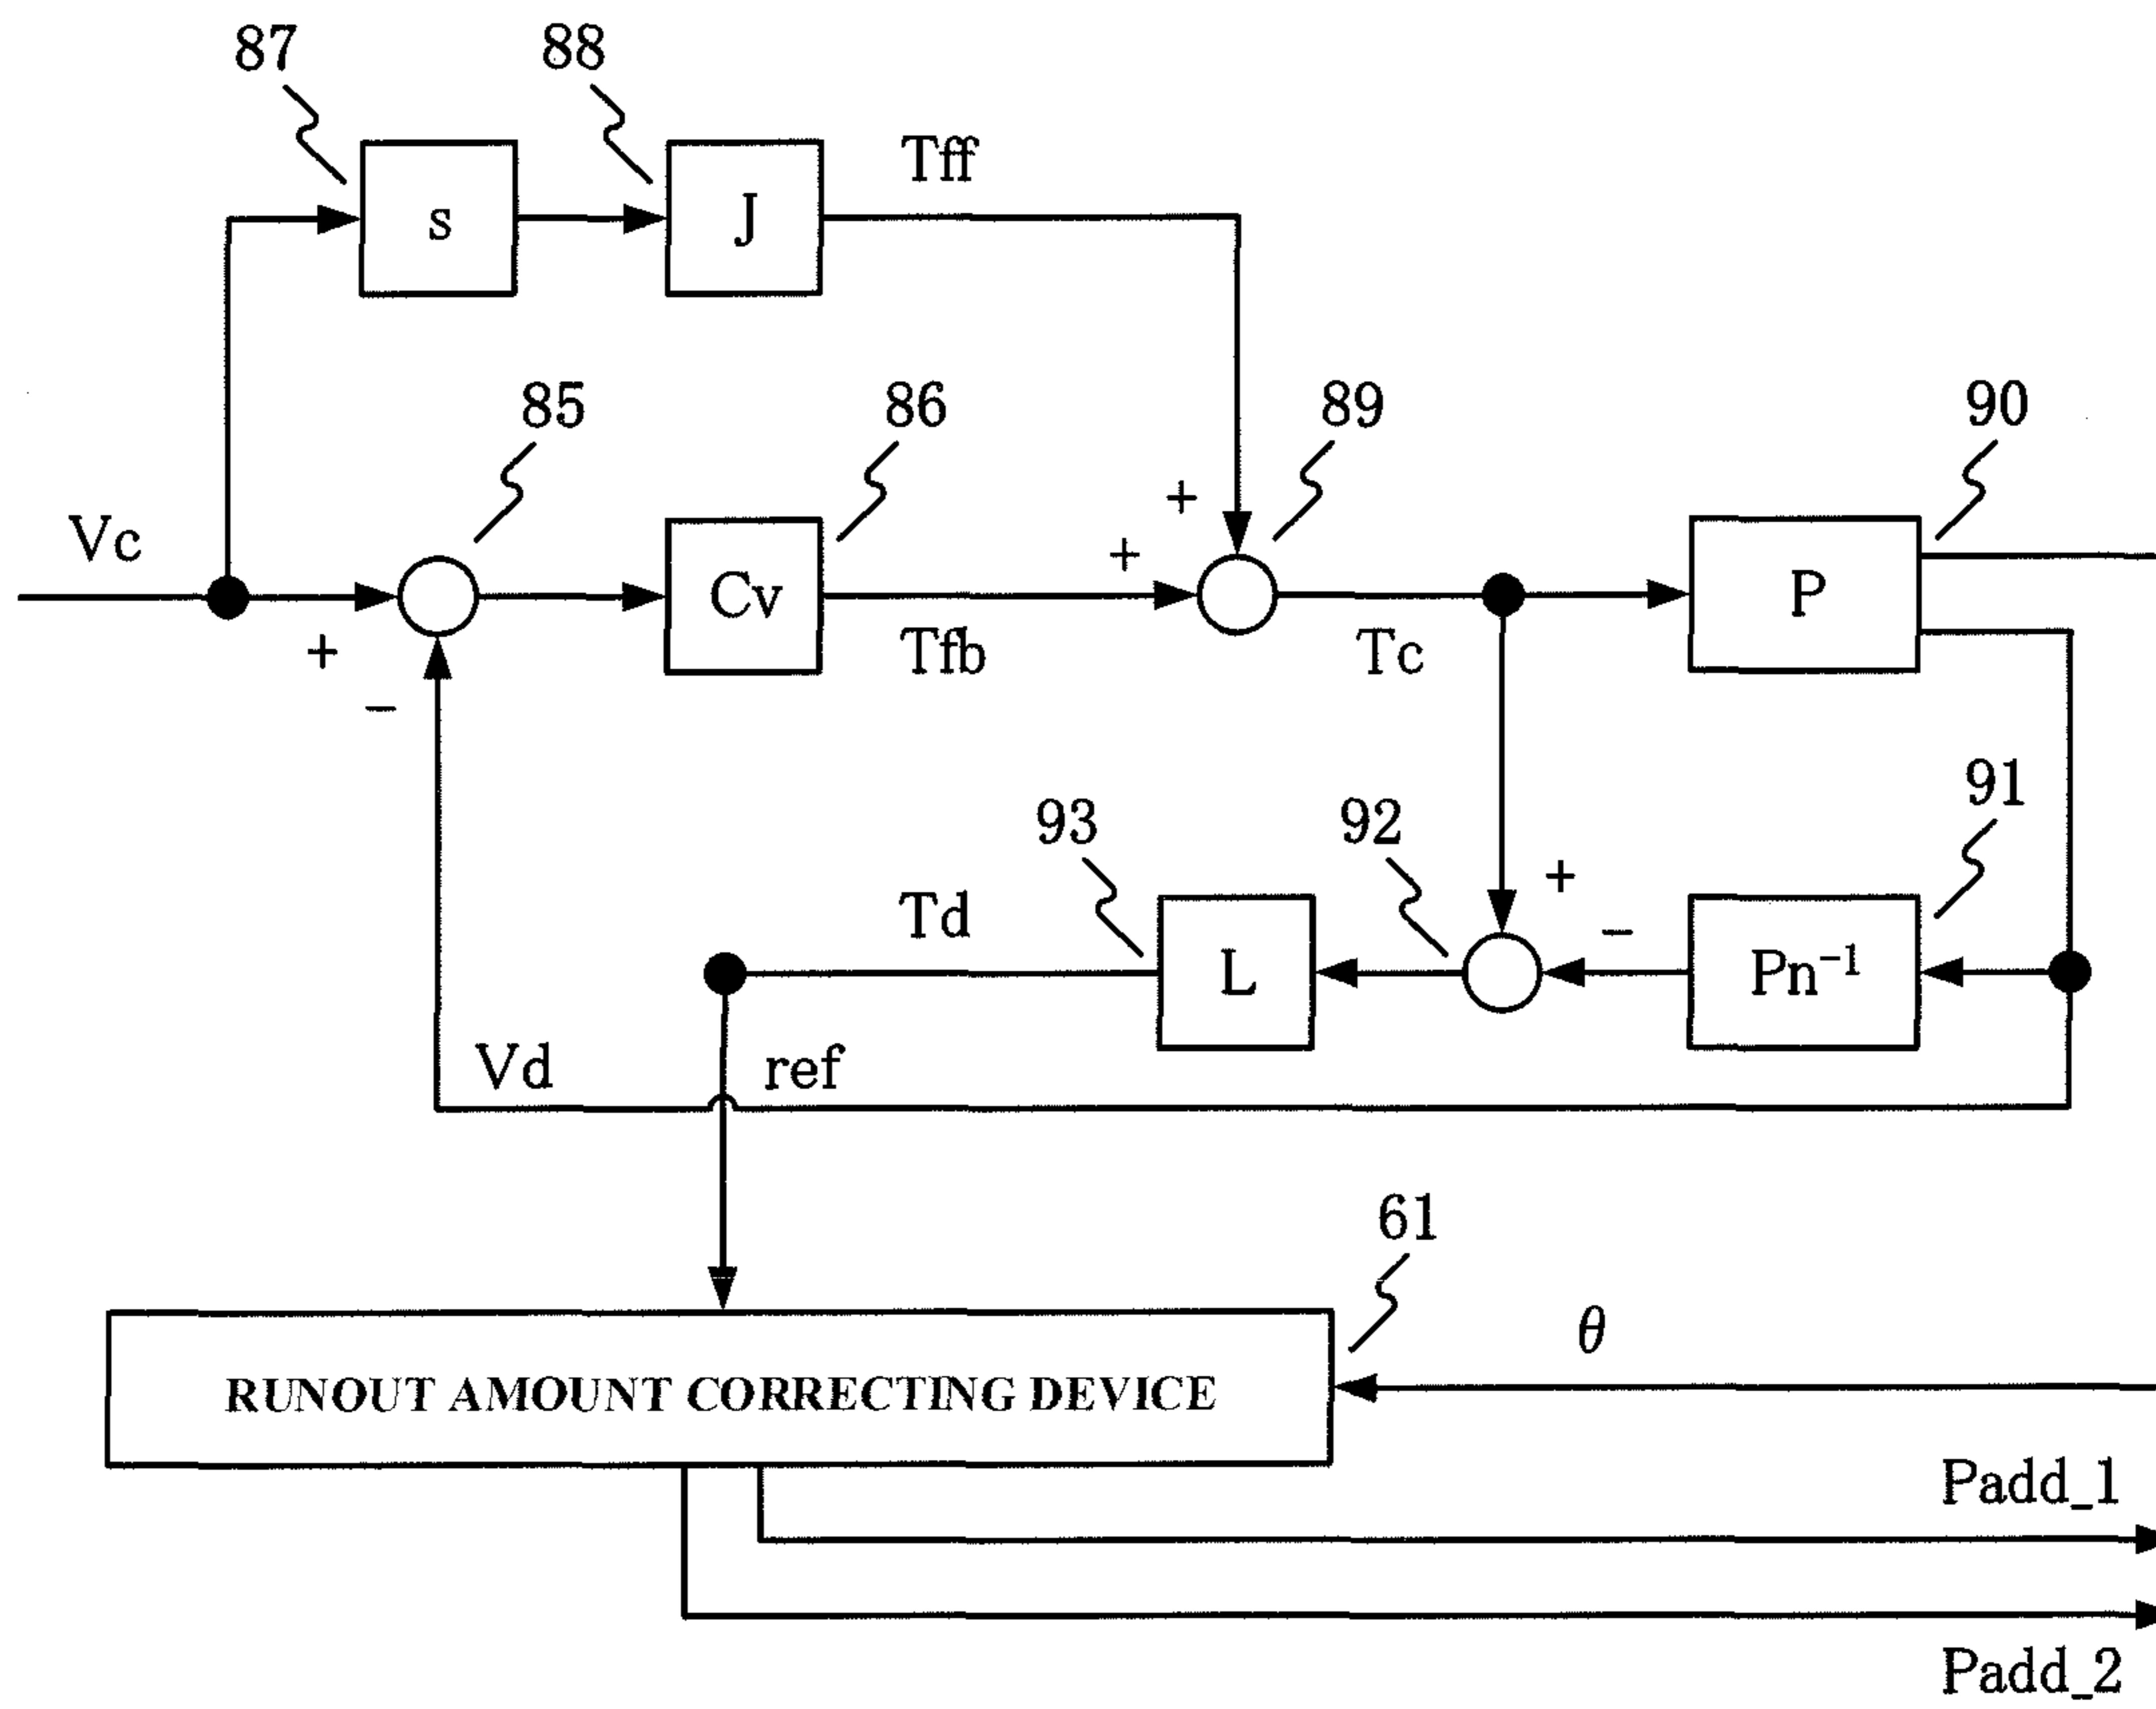 87
88
s
J
Tff
85
86
89
90
Vc
+
−
Cv
+
+
Tfb
Tc
P
91
93
92
Td
L
+
−
Pn⁻¹
Vd
ref
61
θ
RUNOUT AMOUNT CORRECTING DEVICE
Padd_1
Padd_2